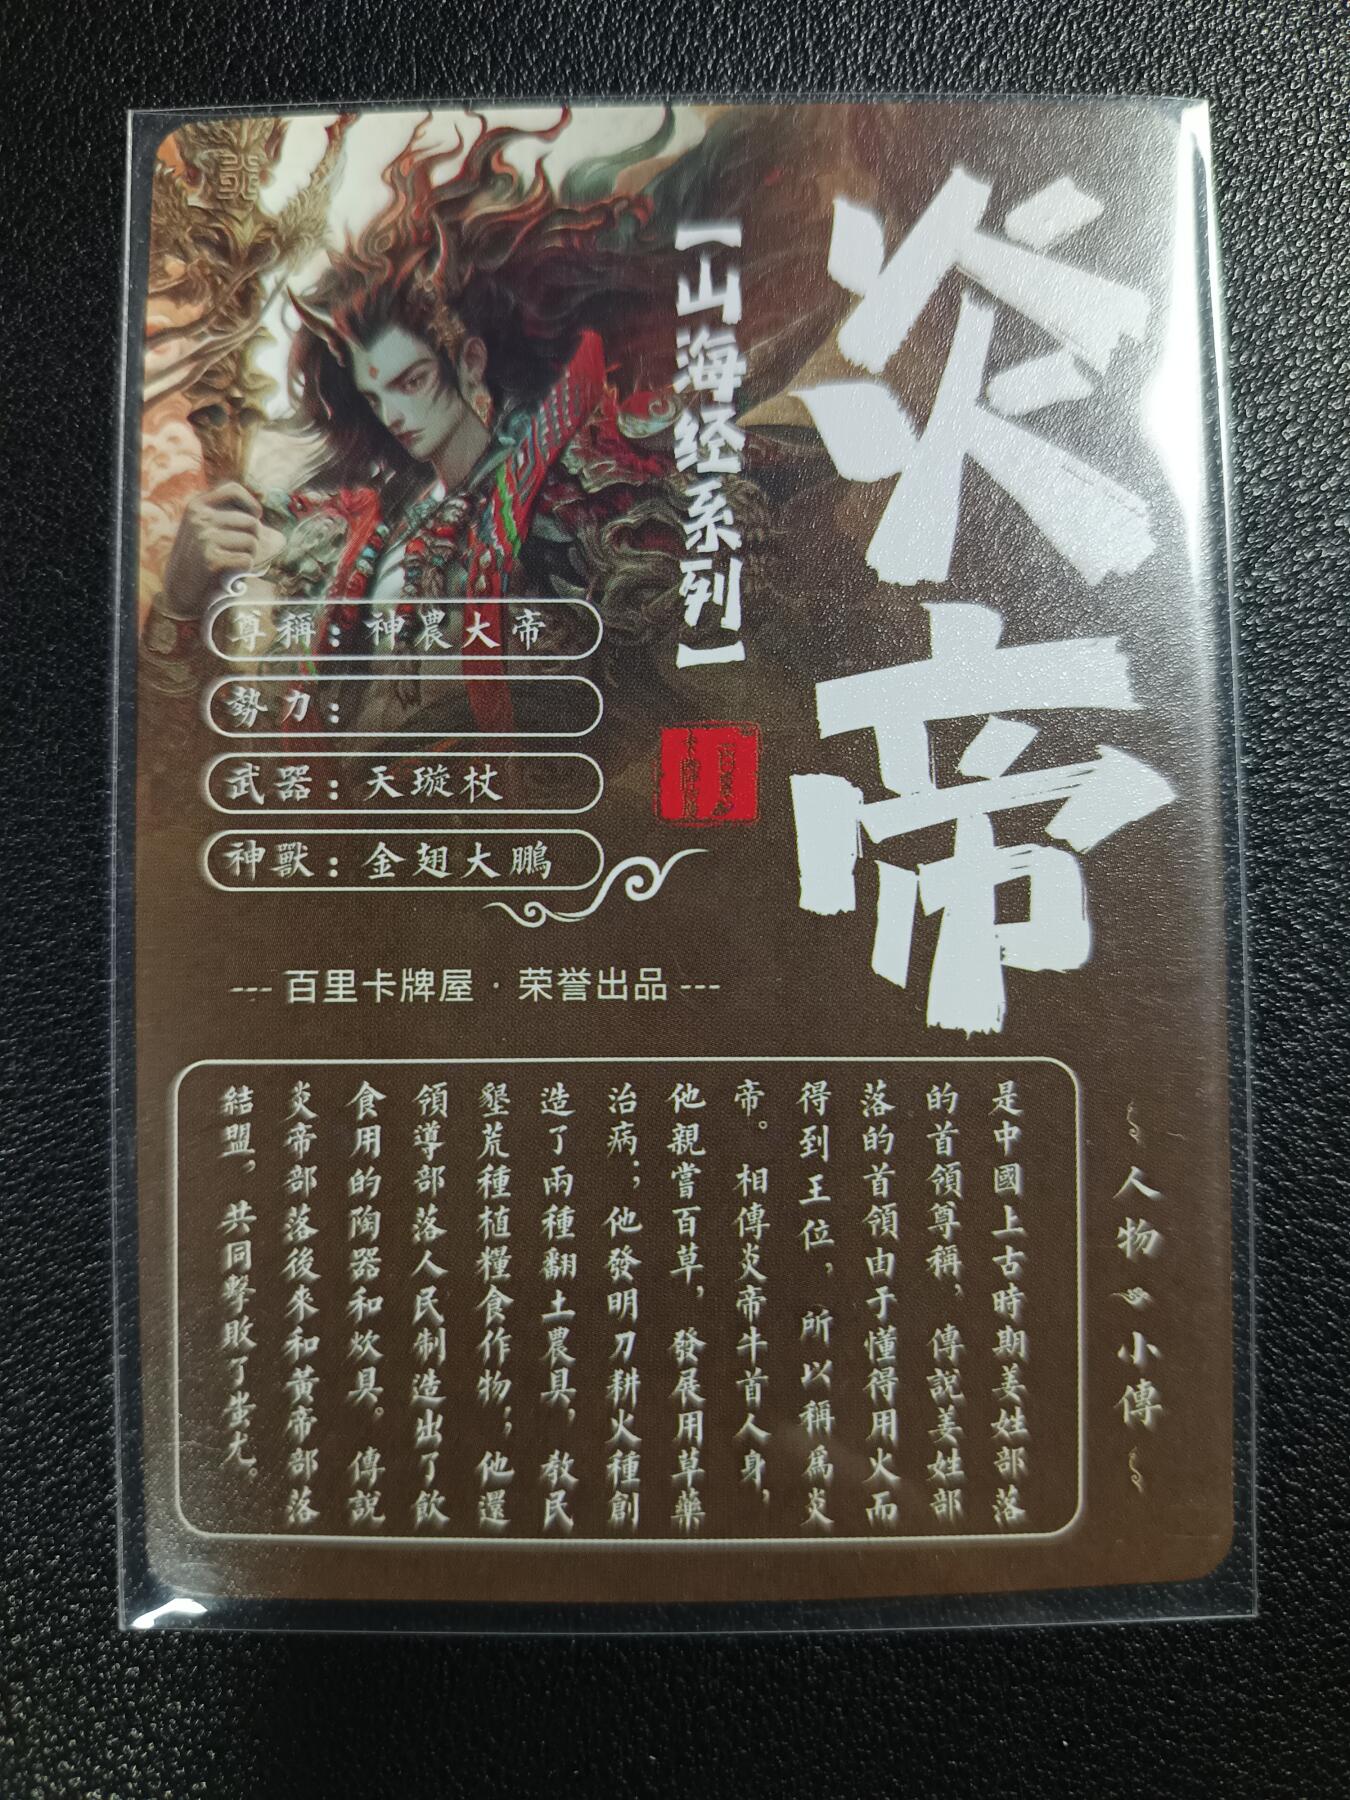 炎帝
【山海经系列】
尊稱：神農大帝
勢力：
武器：天璇杖
神獸：金翅大鵬
--- 百里卡牌屋 · 荣誉出品 ---
人物小傳
是中國上古時期姜姓部落
的首領尊稱，傳説姜姓部
落的首領由于懂得用火而
得到王位，所以稱爲炎
帝。相傳炎帝牛首人身，
他親嘗百草，發展用草藥
治病；他發明刀耕火種創
造了兩種翻土農具，教民
墾荒種植糧食作物；他還
領導部落人民制造出了飲
食用的陶器和炊具。傳説
炎帝部落後來和黃帝部落
結盟，共同擊敗了蚩尤。